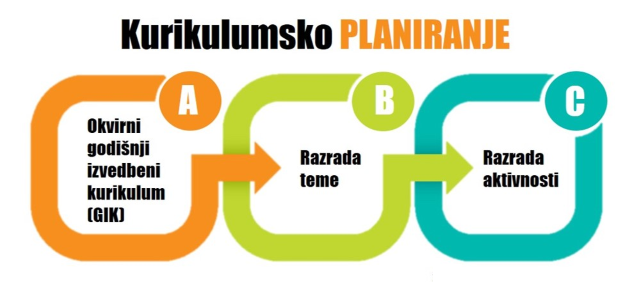 Kurikulumsko PLANIRANJE
A
Okvirni
godišnji
izvedbeni
kurikulum
(GIK)
B
Razrada
teme
C
Razrada
aktivnosti